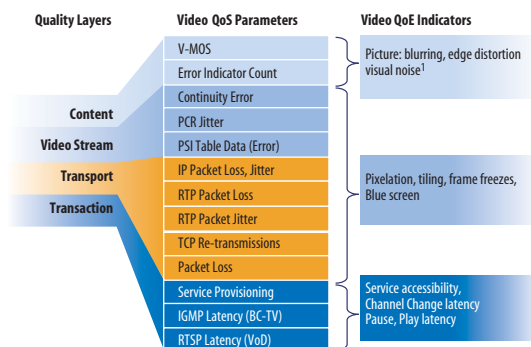 Quality Layers
Video QoS Parameters
Video QoE Indicators
Content
Video Stream
Transport
Transaction
V-MOS
Error Indicator Count
Continuity Error
PCR Jitter
PSI Table Data (Error)
IP Packet Loss, Jitter
RTP Packet Loss
RTP Packet Jitter
TCP Re-transmissions
Packet Loss
Service Provisioning
IGMP Latency (BC-TV)
RTSP Latency (VoD)
Picture: blurring, edge distortion
visual noise¹
Pixelation, tiling, frame freezes,
Blue screen
Service accessibility,
Channel Change latency
Pause, Play latency